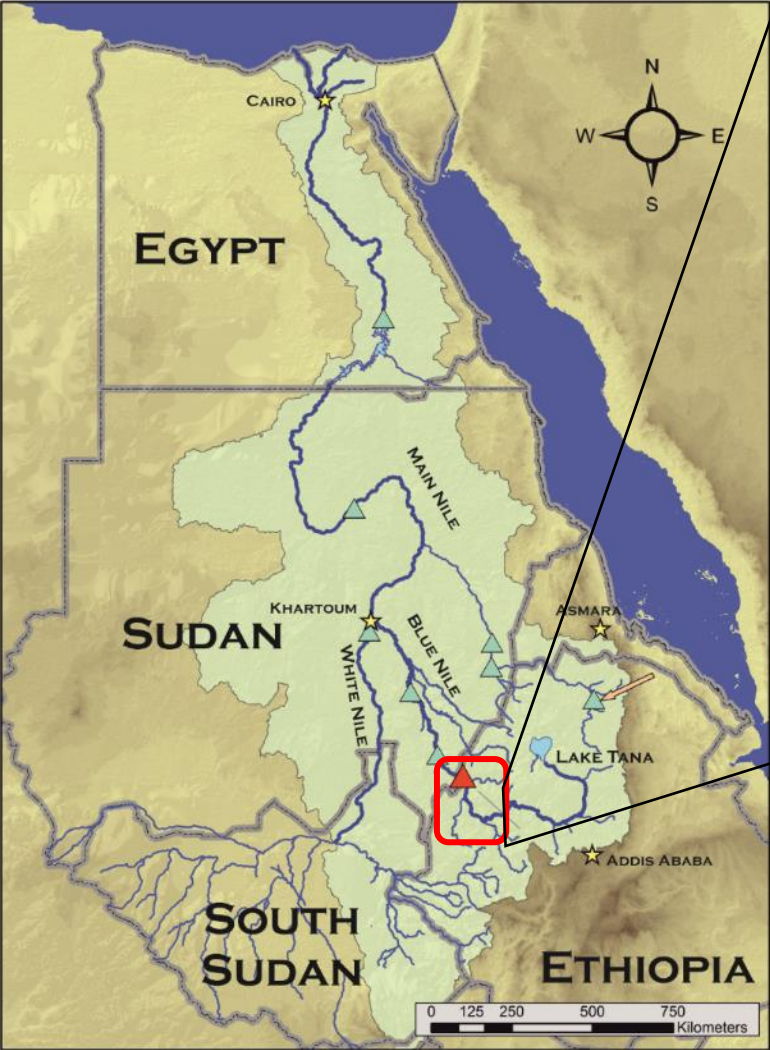 CAIRO
N
W
E
S
EGYPT
MAIN NILE
KHARTOUM
ASMARA
SUDAN
BLUE NILE
WHITE NILE
LAKE TANA
ADDIS ABABA
SOUTH
SUDAN
ETHIOPIA
0 125 250 500 750
Kilometers